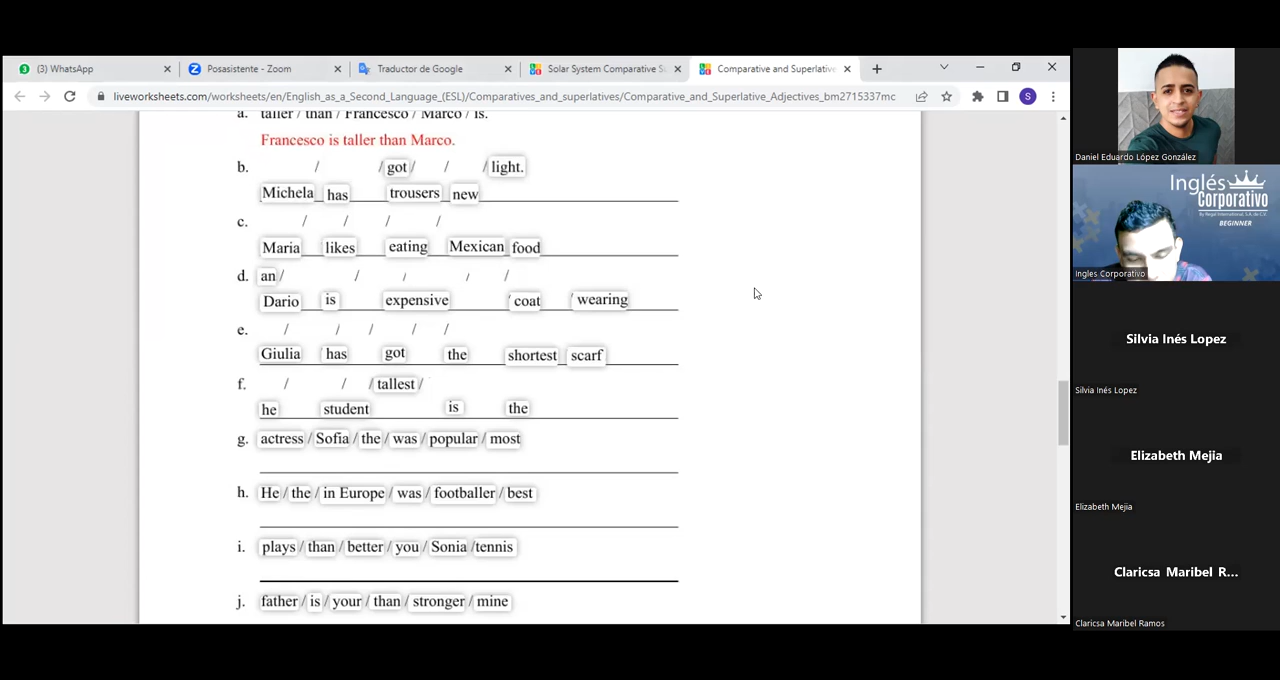 (3) WhatsApp
Posasistente - Zoom
Traductor de Google
Solar System Comparative S
Comparative and Superlative
liveworksheets.com/worksheets/en/English_as_a_Second_Language_(ESL)/Comparatives_and_superlatives/Comparative_and_Superlative_Adjectives_bm2715337mc
S
a. taller / than / Francesco / Marco / is.
Francesco is taller than Marco.
b. / / got / / / light.
Michela has trousers new
c. / / / /
Maria likes eating Mexican food
d. an / / / / /
Dario is expensive coat wearing
e. / / / / /
Giulia has got the shortest scarf
f. / / / tallest /
he student is the
g. actress / Sofia / the / was / popular / most
h. He / the / in Europe / was / footballer / best
i. plays / than / better / you / Sonia /tennis
j. father / is / your / than / stronger / mine
Daniel Eduardo López González
Inglés
Corporativo
By Regal International, S.A. de C.V.
BEGINNER
Ingles Corporativo
Silvia Inés Lopez
Silvia Inés Lopez
Elizabeth Mejia
Elizabeth Mejia
Claricsa Maribel R...
Claricsa Maribel Ramos